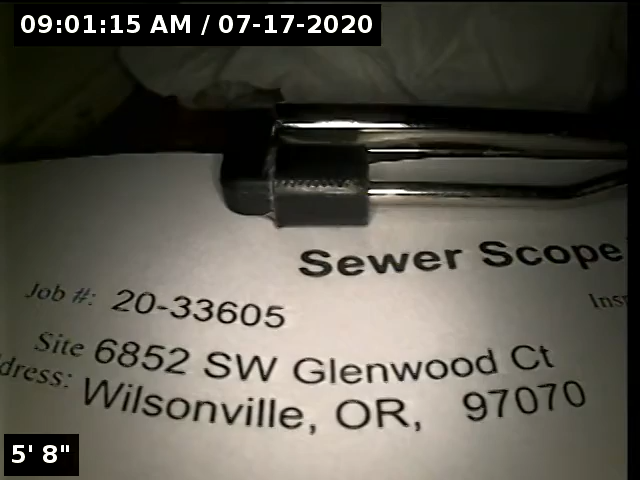 09:01:15 AM / 07-17-2020
Sewer Scope
Job #: 20-33605
Site 6852 SW Glenwood Ct
dress: Wilsonville, OR, 97070
5' 8"